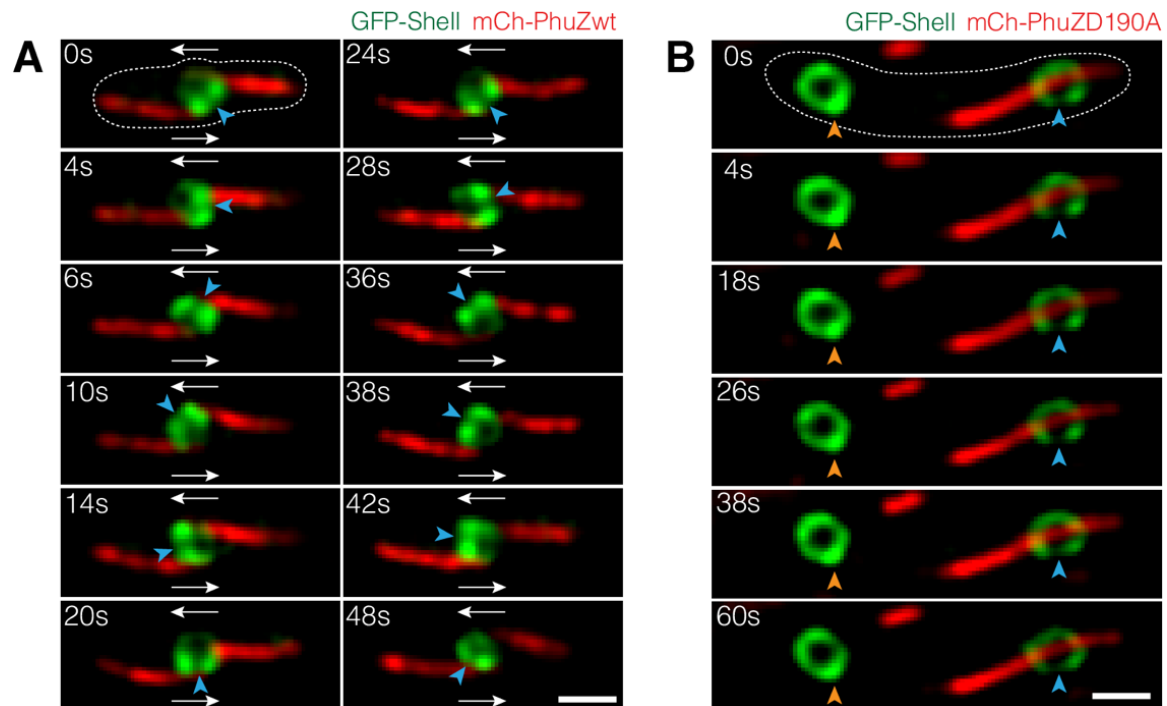 GFP-Shell mCh-PhuZwt
GFP-Shell mCh-PhuZD190A
A
0s
24s
4s
28s
6s
36s
10s
38s
14s
42s
20s
48s
B
0s
4s
18s
26s
38s
60s